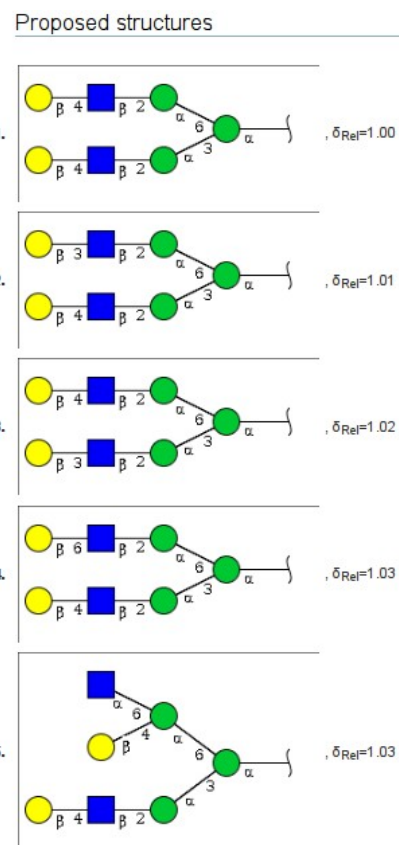 Proposed structures
β 4 β 2 α 6
α , δRel=1.00
β 4 β 2 α 3
β 3 β 2 α 6
α , δRel=1.01
β 4 β 2 α 3
β 4 β 2 α 6
α , δRel=1.02
β 3 β 2 α 3
β 6 β 2 α 6
α , δRel=1.03
β 4 β 2 α 3
α 6
β 4 α 6
α , δRel=1.03
β 4 β 2 α 3